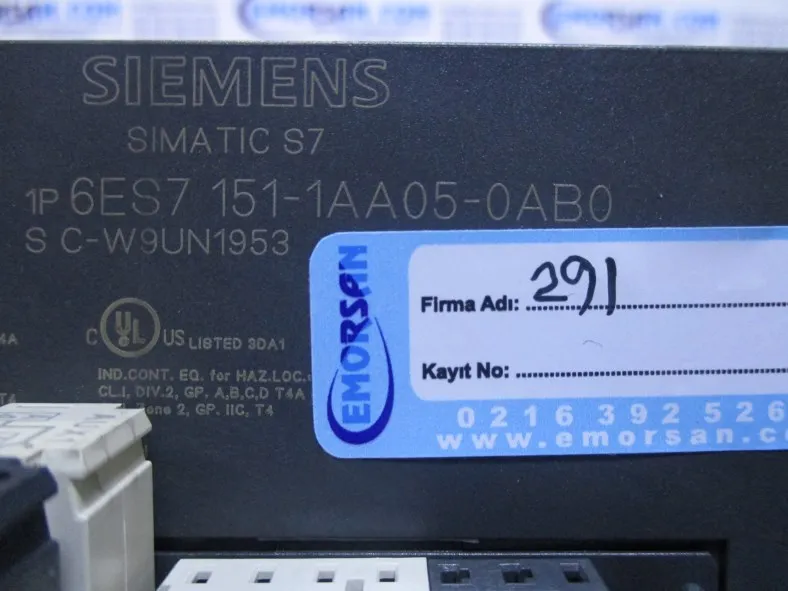 SIEMENS
SIMATIC S7
1P 6ES7 151-1AA05-0AB0
S C-W9UN1953
C UL US LISTED 3DA1
IND.CONT. EQ. for HAZ.LOC.:
CL.I, DIV.2, GP. A,B,C,D T4A
2, GP. IIC, T4
4A
T4
EMORSAN
Firma Adı: 291
Kayıt No:
0216 392 526
www.emorsan.c